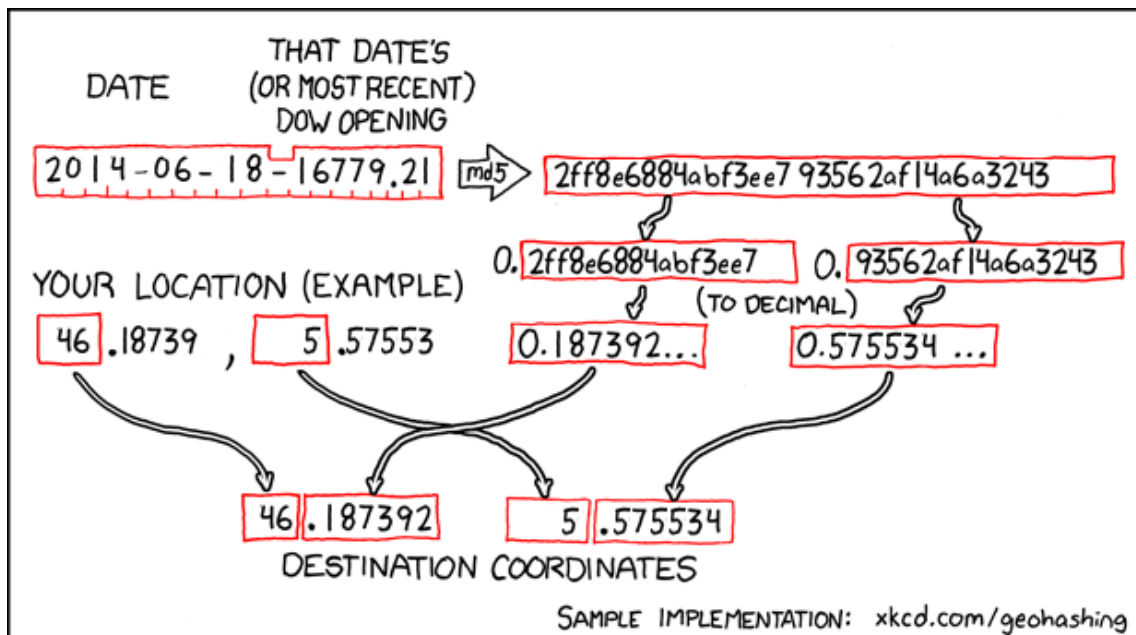 DATE
THAT DATE'S
(OR MOST RECENT)
DOW OPENING
2014-06-18-16779.21
md5
2ff8e6884abf3ee793562af14a6a3243
0.2ff8e6884abf3ee7
0.93562af14a6a3243
YOUR LOCATION (EXAMPLE)
(TO DECIMAL)
46.18739, 5.57553
0.187392...
0.575534...
46.187392
5.575534
DESTINATION COORDINATES
SAMPLE IMPLEMENTATION: xkcd.com/geohashing